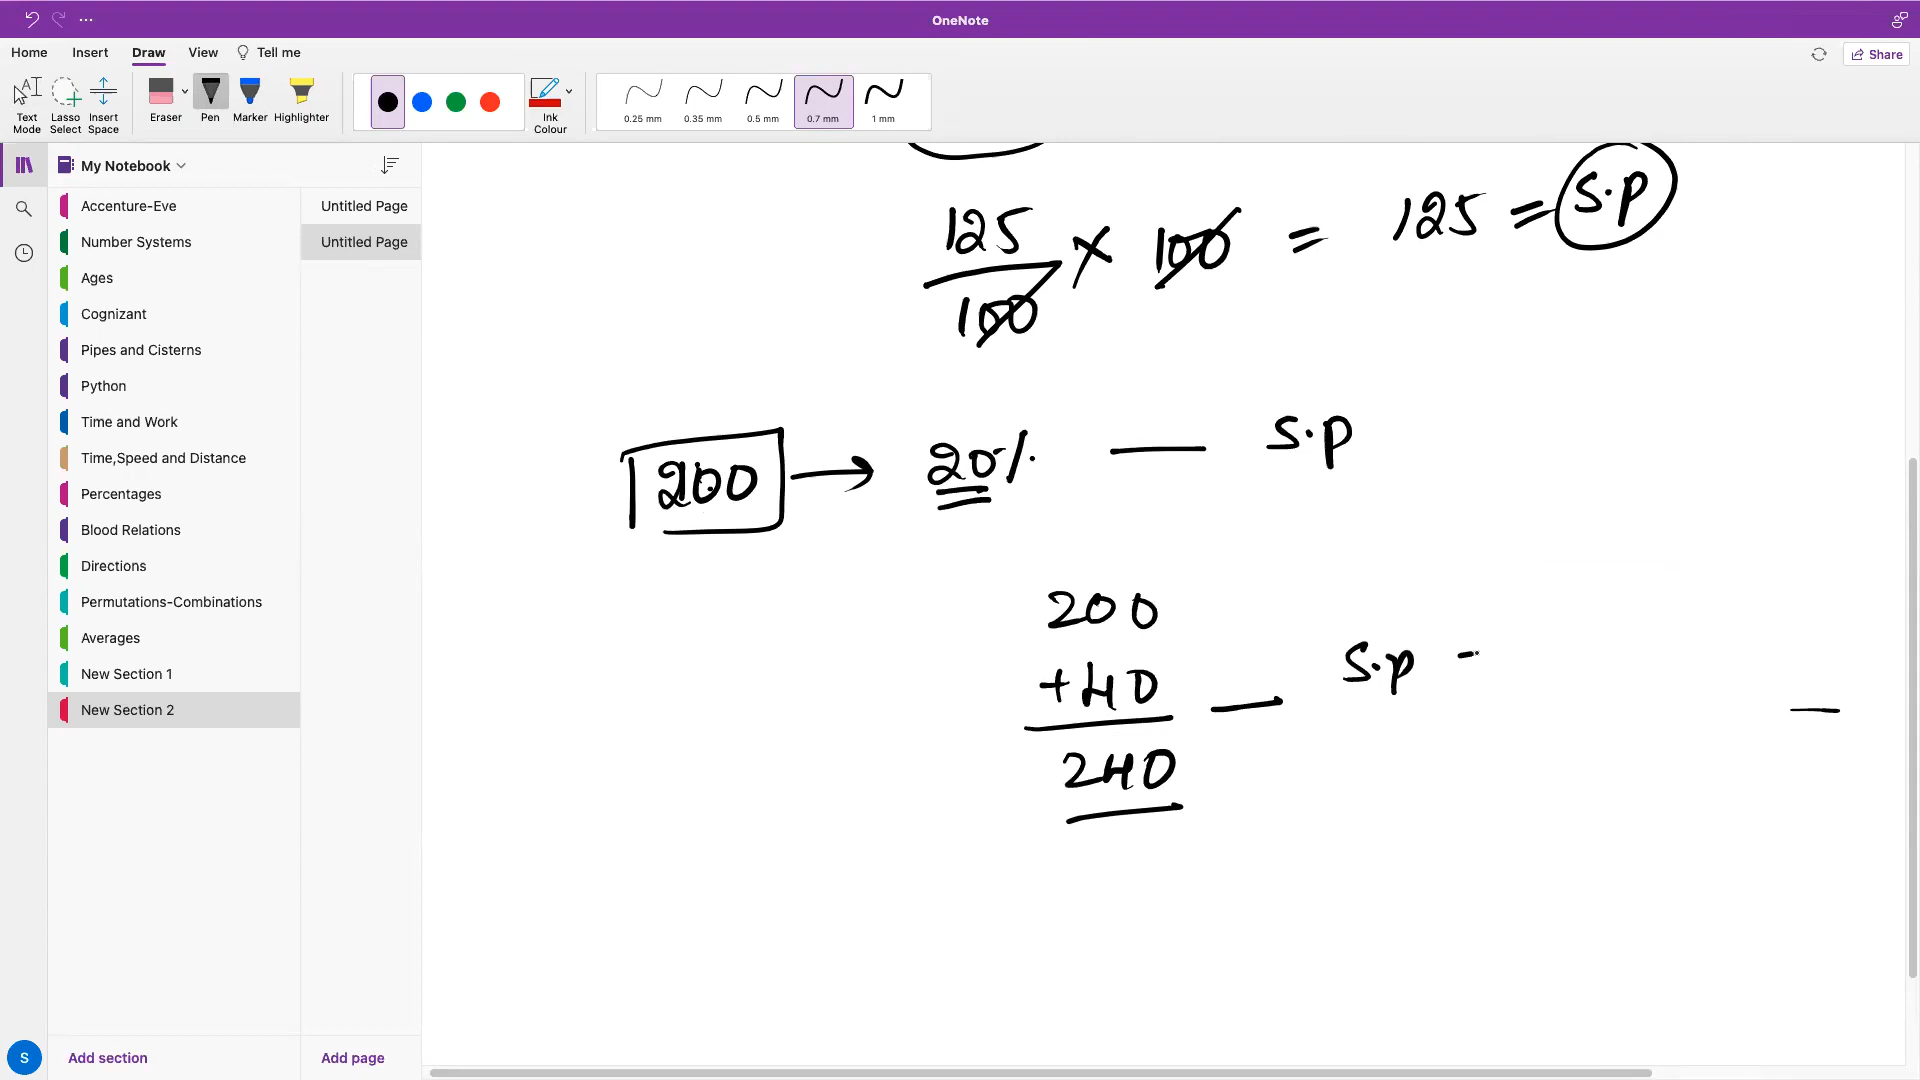 OneNote
Home Insert Draw View Tell me
Share
Text Mode
Lasso Select
Insert Space
Eraser
Pen
Marker
Highlighter
Ink Colour
0.25 mm
0.35 mm
0.5 mm
0.7 mm
1 mm
My Notebook
Accenture-Eve
Number Systems
Ages
Cognizant
Pipes and Cisterns
Python
Time and Work
Time,Speed and Distance
Percentages
Blood Relations
Directions
Permutations-Combinations
Averages
New Section 1
New Section 2
Add section
S
Untitled Page
Untitled Page
Add page
125/100 × 100 = 125 = S.P
200 → 20% — S.P
200
+40 — S.P -
240